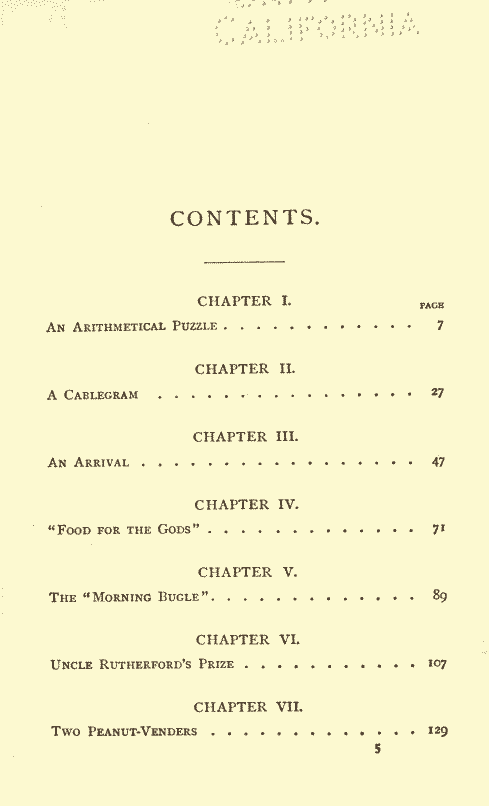 CALIFORNIA
CONTENTS.
CHAPTER I.
PAGE
AN ARITHMETICAL PUZZLE . . . . . . . . . . . . 7
CHAPTER II.
A CABLEGRAM . . . . . . . . . . . . . . . . 27
CHAPTER III.
AN ARRIVAL . . . . . . . . . . . . . . . . . 47
CHAPTER IV.
"FOOD FOR THE GODS" . . . . . . . . . . . . . 71
CHAPTER V.
THE "MORNING BUGLE". . . . . . . . . . . . . 89
CHAPTER VI.
UNCLE RUTHERFORD'S PRIZE . . . . . . . . . . . 107
CHAPTER VII.
TWO PEANUT-VENDERS . . . . . . . . . . . . . 129
5